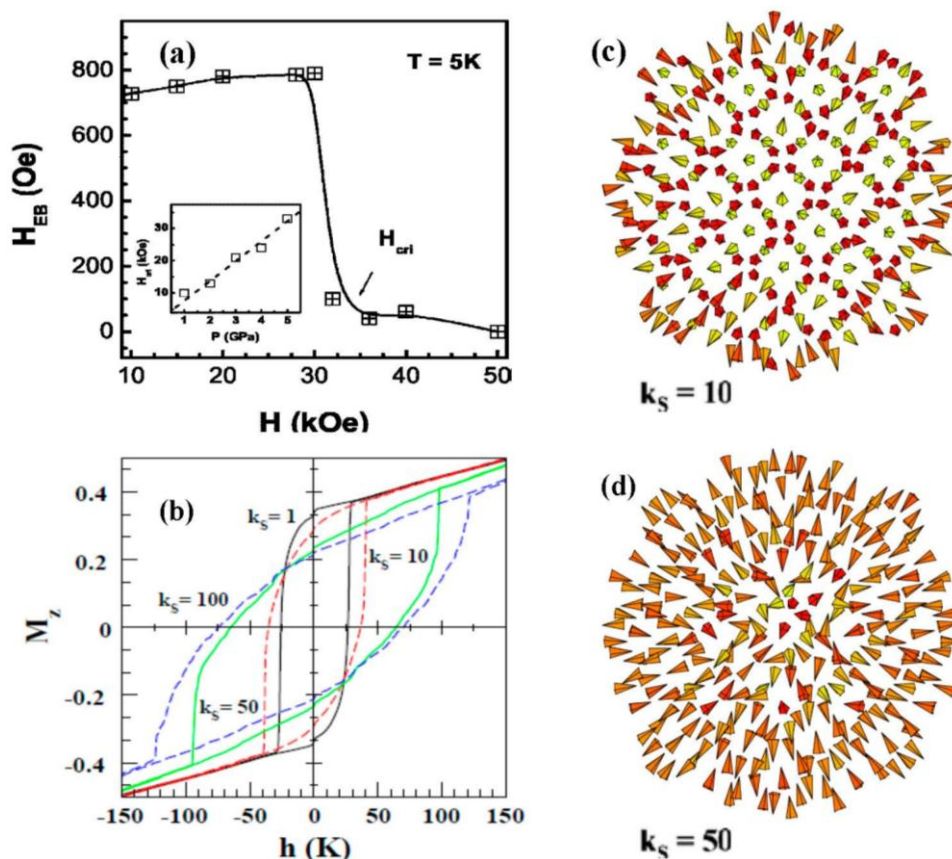 (a)
T = 5K
800
600
400
200
0
H_EB (Oe)
H_cri
30
20
10
1 2 3 4 5
P (GPa)
10 20 30 40 50
H (kOe)
(c)
k_S = 10
(b)
0.4
0.2
0
-0.2
-0.4
M_z
k_S = 1
k_S = 10
k_S = 100
k_S = 50
-150 -100 -50 0 50 100 150
h (K)
(d)
k_S = 50